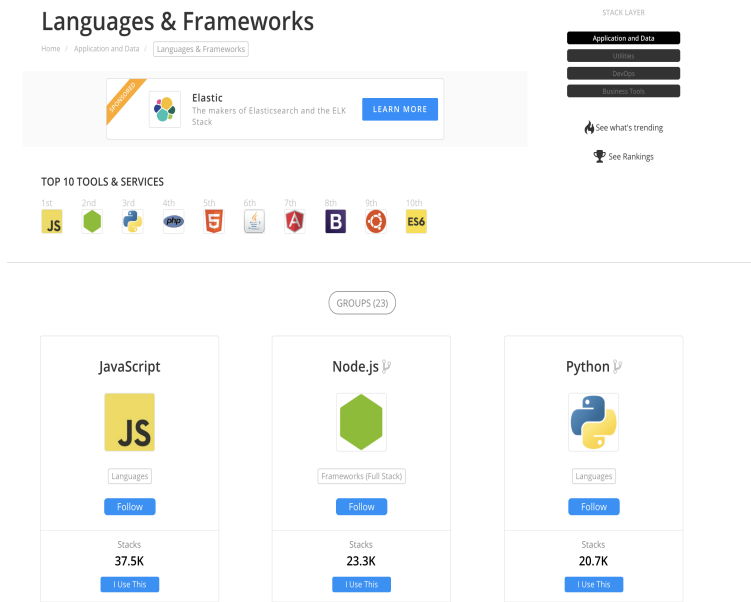 Languages & Frameworks
Home / Application and Data / Languages & Frameworks
STACK LAYER
Application and Data
Utilities
DevOps
Business Tools
See what's trending
See Rankings
SPONSORED
Elastic
The makers of Elasticsearch and the ELK
Stack
LEARN MORE
TOP 10 TOOLS & SERVICES
1st 2nd 3rd 4th 5th 6th 7th 8th 9th 10th
JS php 5 Java A B ES6
GROUPS (23)
JavaScript Node.js Python
JS
Languages Frameworks (Full Stack) Languages
Follow Follow Follow
Stacks Stacks Stacks
37.5K 23.3K 20.7K
I Use This I Use This I Use This